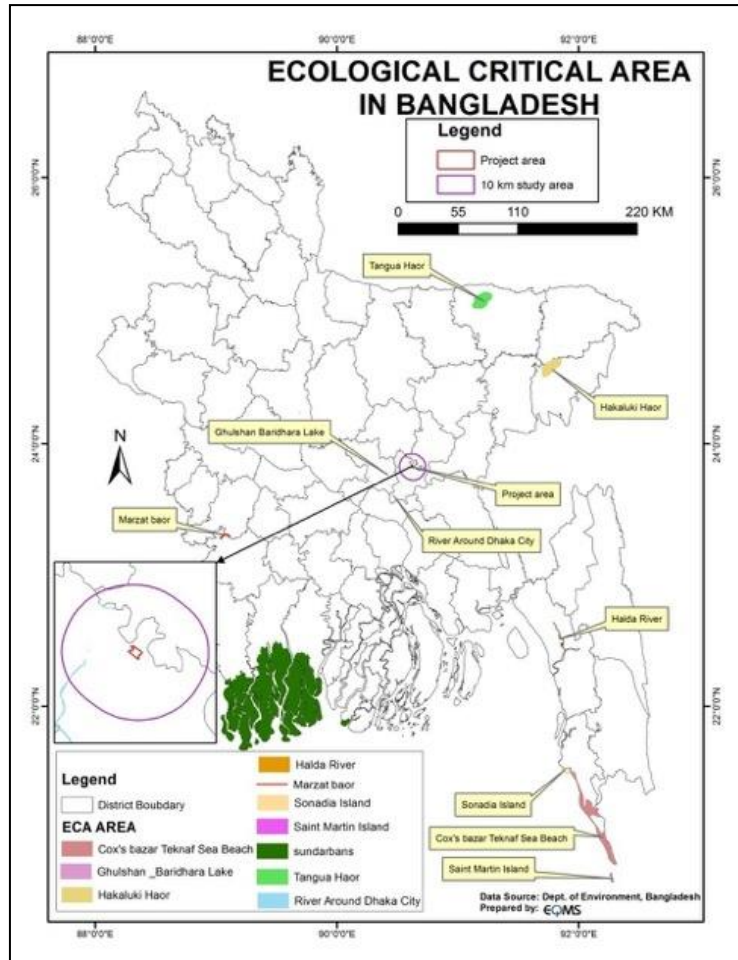 88°0'0"E 90°0'0"E 92°0'0"E
ECOLOGICAL CRITICAL AREA
IN BANGLADESH
Legend
Project area
10 km study area
0 55 110 220 KM
26°0'0"N 26°0'0"N
Tangua Haor
Hakaluki Haor
Ghulshan Baridhara Lake
24°0'0"N 24°0'0"N
N
Project area
Marzat baor
River Around Dhaka City
Halda River
22°0'0"N 22°0'0"N
Legend
District Boubdary
ECA AREA
Cox's bazar Teknaf Sea Beach
Ghulshan _Baridhara Lake
Hakaluki Haor
Halda River
Marzat baor
Sonadia Island
Saint Martin Island
sundarbans
Tangua Haor
River Around Dhaka City
Sonadia Island
Cox's bazar Teknaf Sea Beach
Saint Martin Island
Data Source: Dept. of Environment, Bangladesh
Prepared by: EQMS
88°0'0"E 90°0'0"E 92°0'0"E